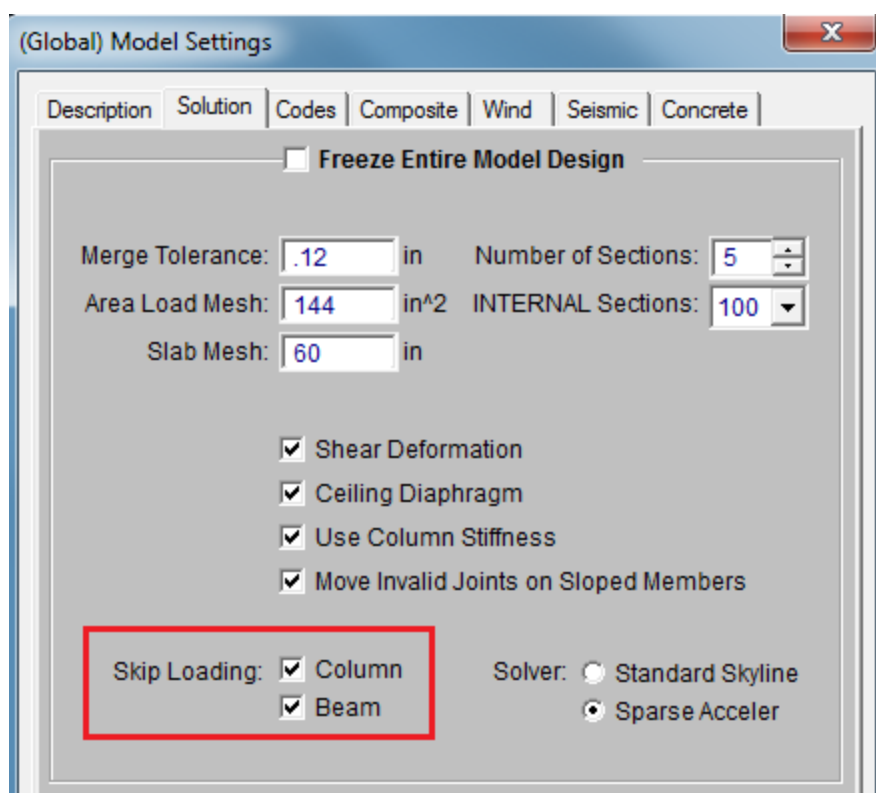 (Global) Model Settings
Description Solution Codes Composite Wind Seismic Concrete
Freeze Entire Model Design
Merge Tolerance: .12 in Number of Sections: 5
Area Load Mesh: 144 in^2 INTERNAL Sections: 100
Slab Mesh: 60 in
Shear Deformation
Ceiling Diaphragm
Use Column Stiffness
Move Invalid Joints on Sloped Members
Skip Loading: Column Solver: Standard Skyline
Beam Sparse Acceler